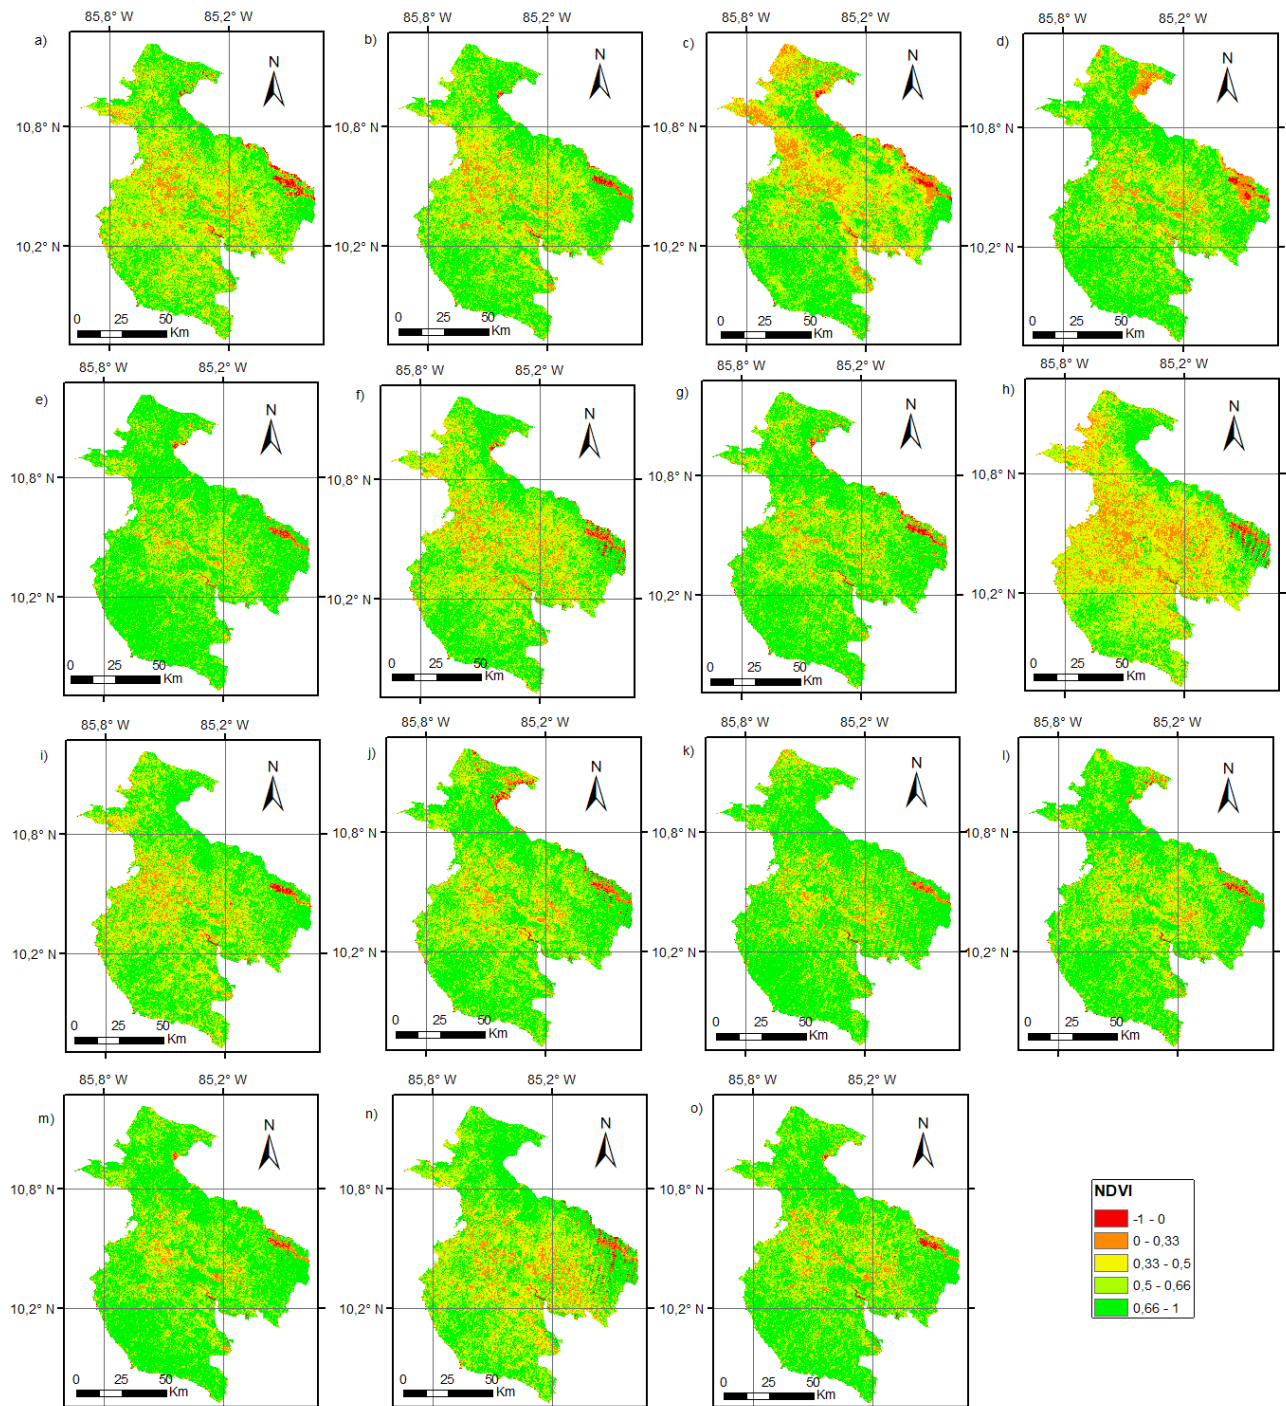 85,8° W 85,2° W 85,8° W 85,2° W 85,8° W 85,2° W 85,8° W 85,2° W
a) N b) N c) N d) N
10,8° N 10,8° N 10,8° N 10,8° N
10,2° N 10,2° N 10,2° N 10,2° N
0 25 50 Km 0 25 50 Km 0 25 50 Km 0 25 50 Km
85,8° W 85,2° W 85,8° W 85,2° W 85,8° W 85,2° W 85,8° W 85,2° W
e) N f) N g) N h) N
10,8° N 10,8° N 10,8° N 10,8° N
10,2° N 10,2° N 10,2° N 10,2° N
0 25 50 Km 0 25 50 Km 0 25 50 Km 0 25 50 Km
85,8° W 85,2° W 85,8° W 85,2° W 85,8° W 85,2° W 85,8° W 85,2° W
i) N j) N k) N l) N
10,8° N 10,8° N 10,8° N 10,8° N
10,2° N 10,2° N 10,2° N 10,2° N
0 25 50 Km 0 25 50 Km 0 25 50 Km 0 25 50 Km
85,8° W 85,2° W 85,8° W 85,2° W 85,8° W 85,2° W
m) N n) N o) N
10,8° N 10,8° N 10,8° N
10,2° N 10,2° N 10,2° N
0 25 50 Km 0 25 50 Km 0 25 50 Km
NDVI
-1 - 0
0 - 0,33
0,33 - 0,5
0,5 - 0,66
0,66 - 1